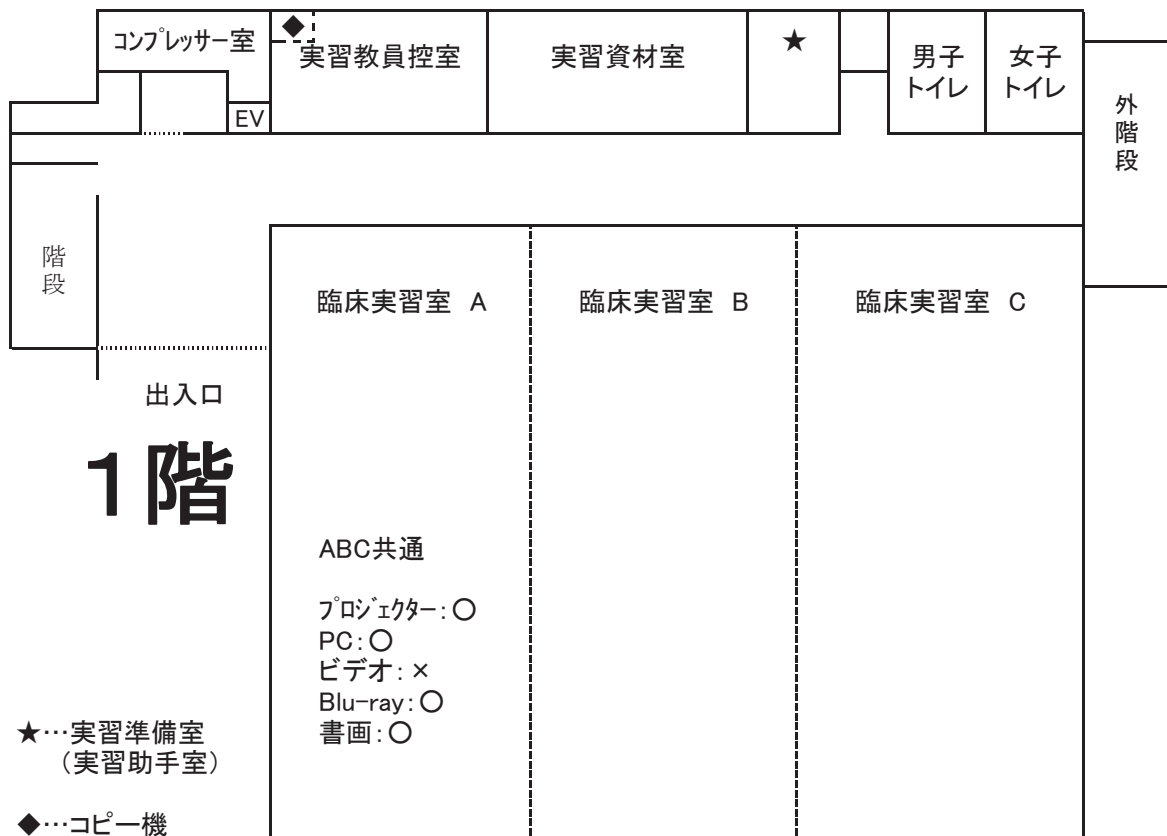 コンプレッサー室
◆
実習教員控室
実習資材室
★
男子
トイレ
女子
トイレ
外階段
EV
階段
臨床実習室 A
臨床実習室 B
臨床実習室 C
出入口
1階
ABC共通
プロジェクター:○
PC:○
ビデオ:×
Blu-ray:○
書画:○
★…実習準備室
(実習助手室)
◆…コピー機